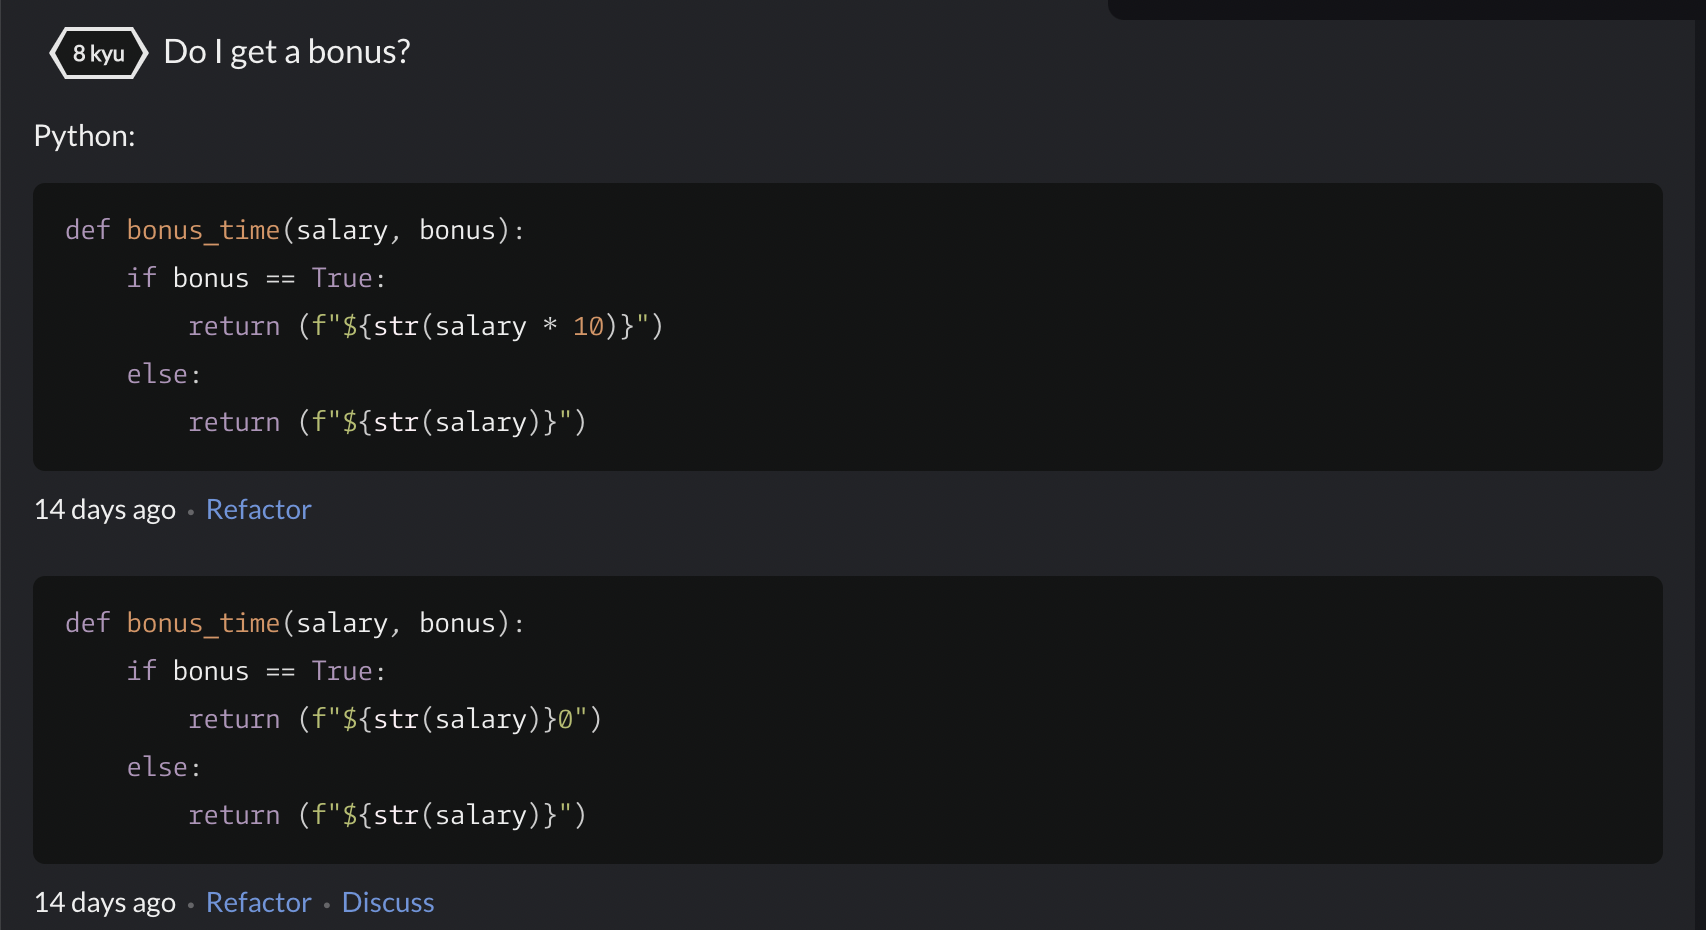 8 kyu Do I get a bonus?
Python:
def bonus_time(salary, bonus):
    if bonus == True:
        return (f"${str(salary * 10)}")
    else:
        return (f"${str(salary)}")
14 days ago • Refactor
def bonus_time(salary, bonus):
    if bonus == True:
        return (f"${str(salary)}0")
    else:
        return (f"${str(salary)}")
14 days ago • Refactor • Discuss